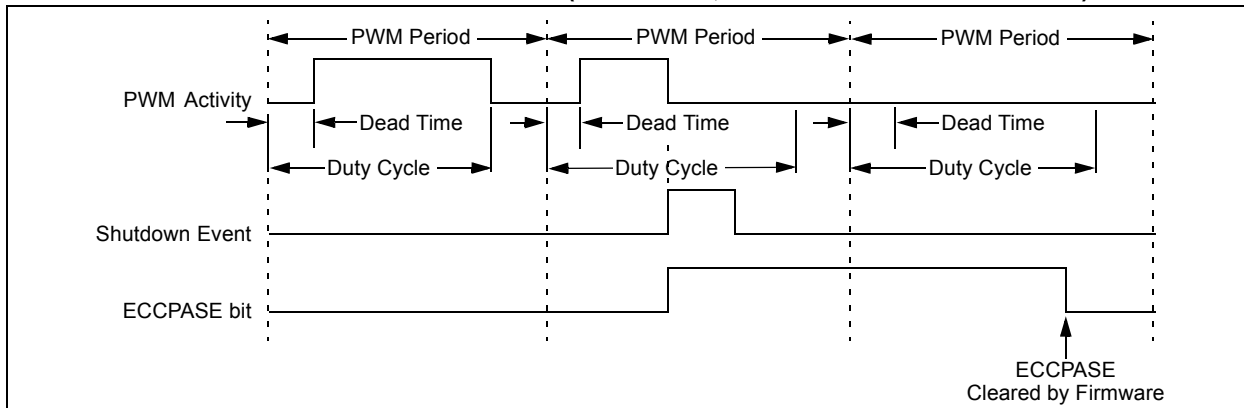 PWM Period PWM Period PWM Period
PWM Activity
Dead Time Dead Time Dead Time
Duty Cycle Duty Cycle Duty Cycle
Shutdown Event
ECCPASE bit
ECCPASE
Cleared by Firmware